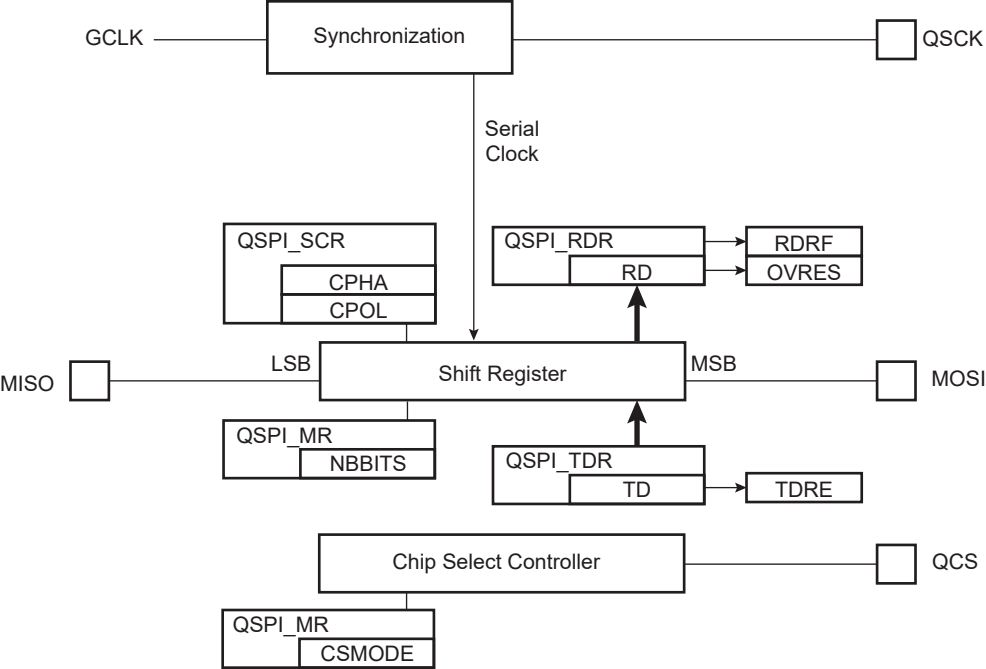 GCLK
Synchronization
QSCK
Serial
Clock
QSPI_SCR
CPHA
CPOL
QSPI_RDR
RD
RDRF
OVRES
MISO
LSB
Shift Register
MSB
MOSI
QSPI_MR
NBBITS
QSPI_TDR
TD
TDRE
Chip Select Controller
QCS
QSPI_MR
CSMODE